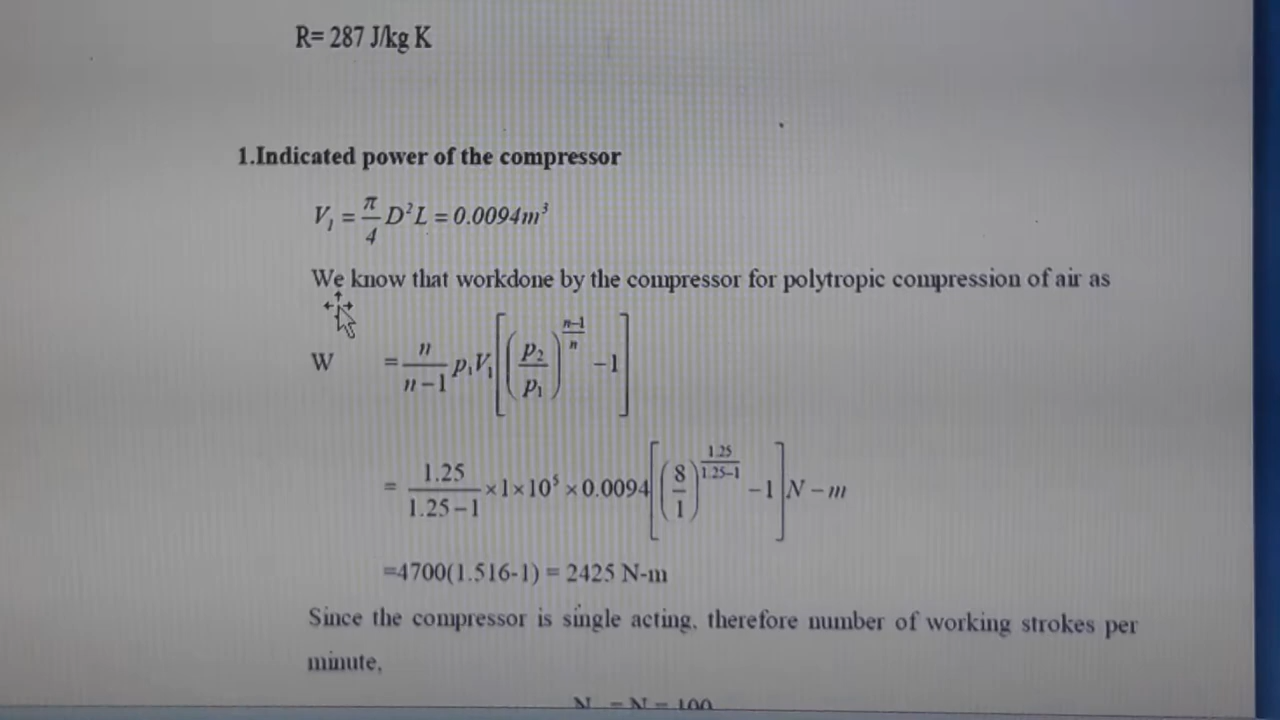 R= 287 J/kg K
1.Indicated power of the compressor
V₁ = π/4 D²L = 0.0094m³
We know that workdone by the compressor for polytropic compression of air as
W = n/(n−1) p₁V₁[(p₂/p₁)^((n−1)/n) −1]
= 1.25/(1.25−1) ×1×10⁵ ×0.0094[(8/1)^(1.25/(1.25−1)) −1]N−m
=4700(1.516-1) = 2425 N-m
Since the compressor is single acting, therefore number of working strokes per
minute,